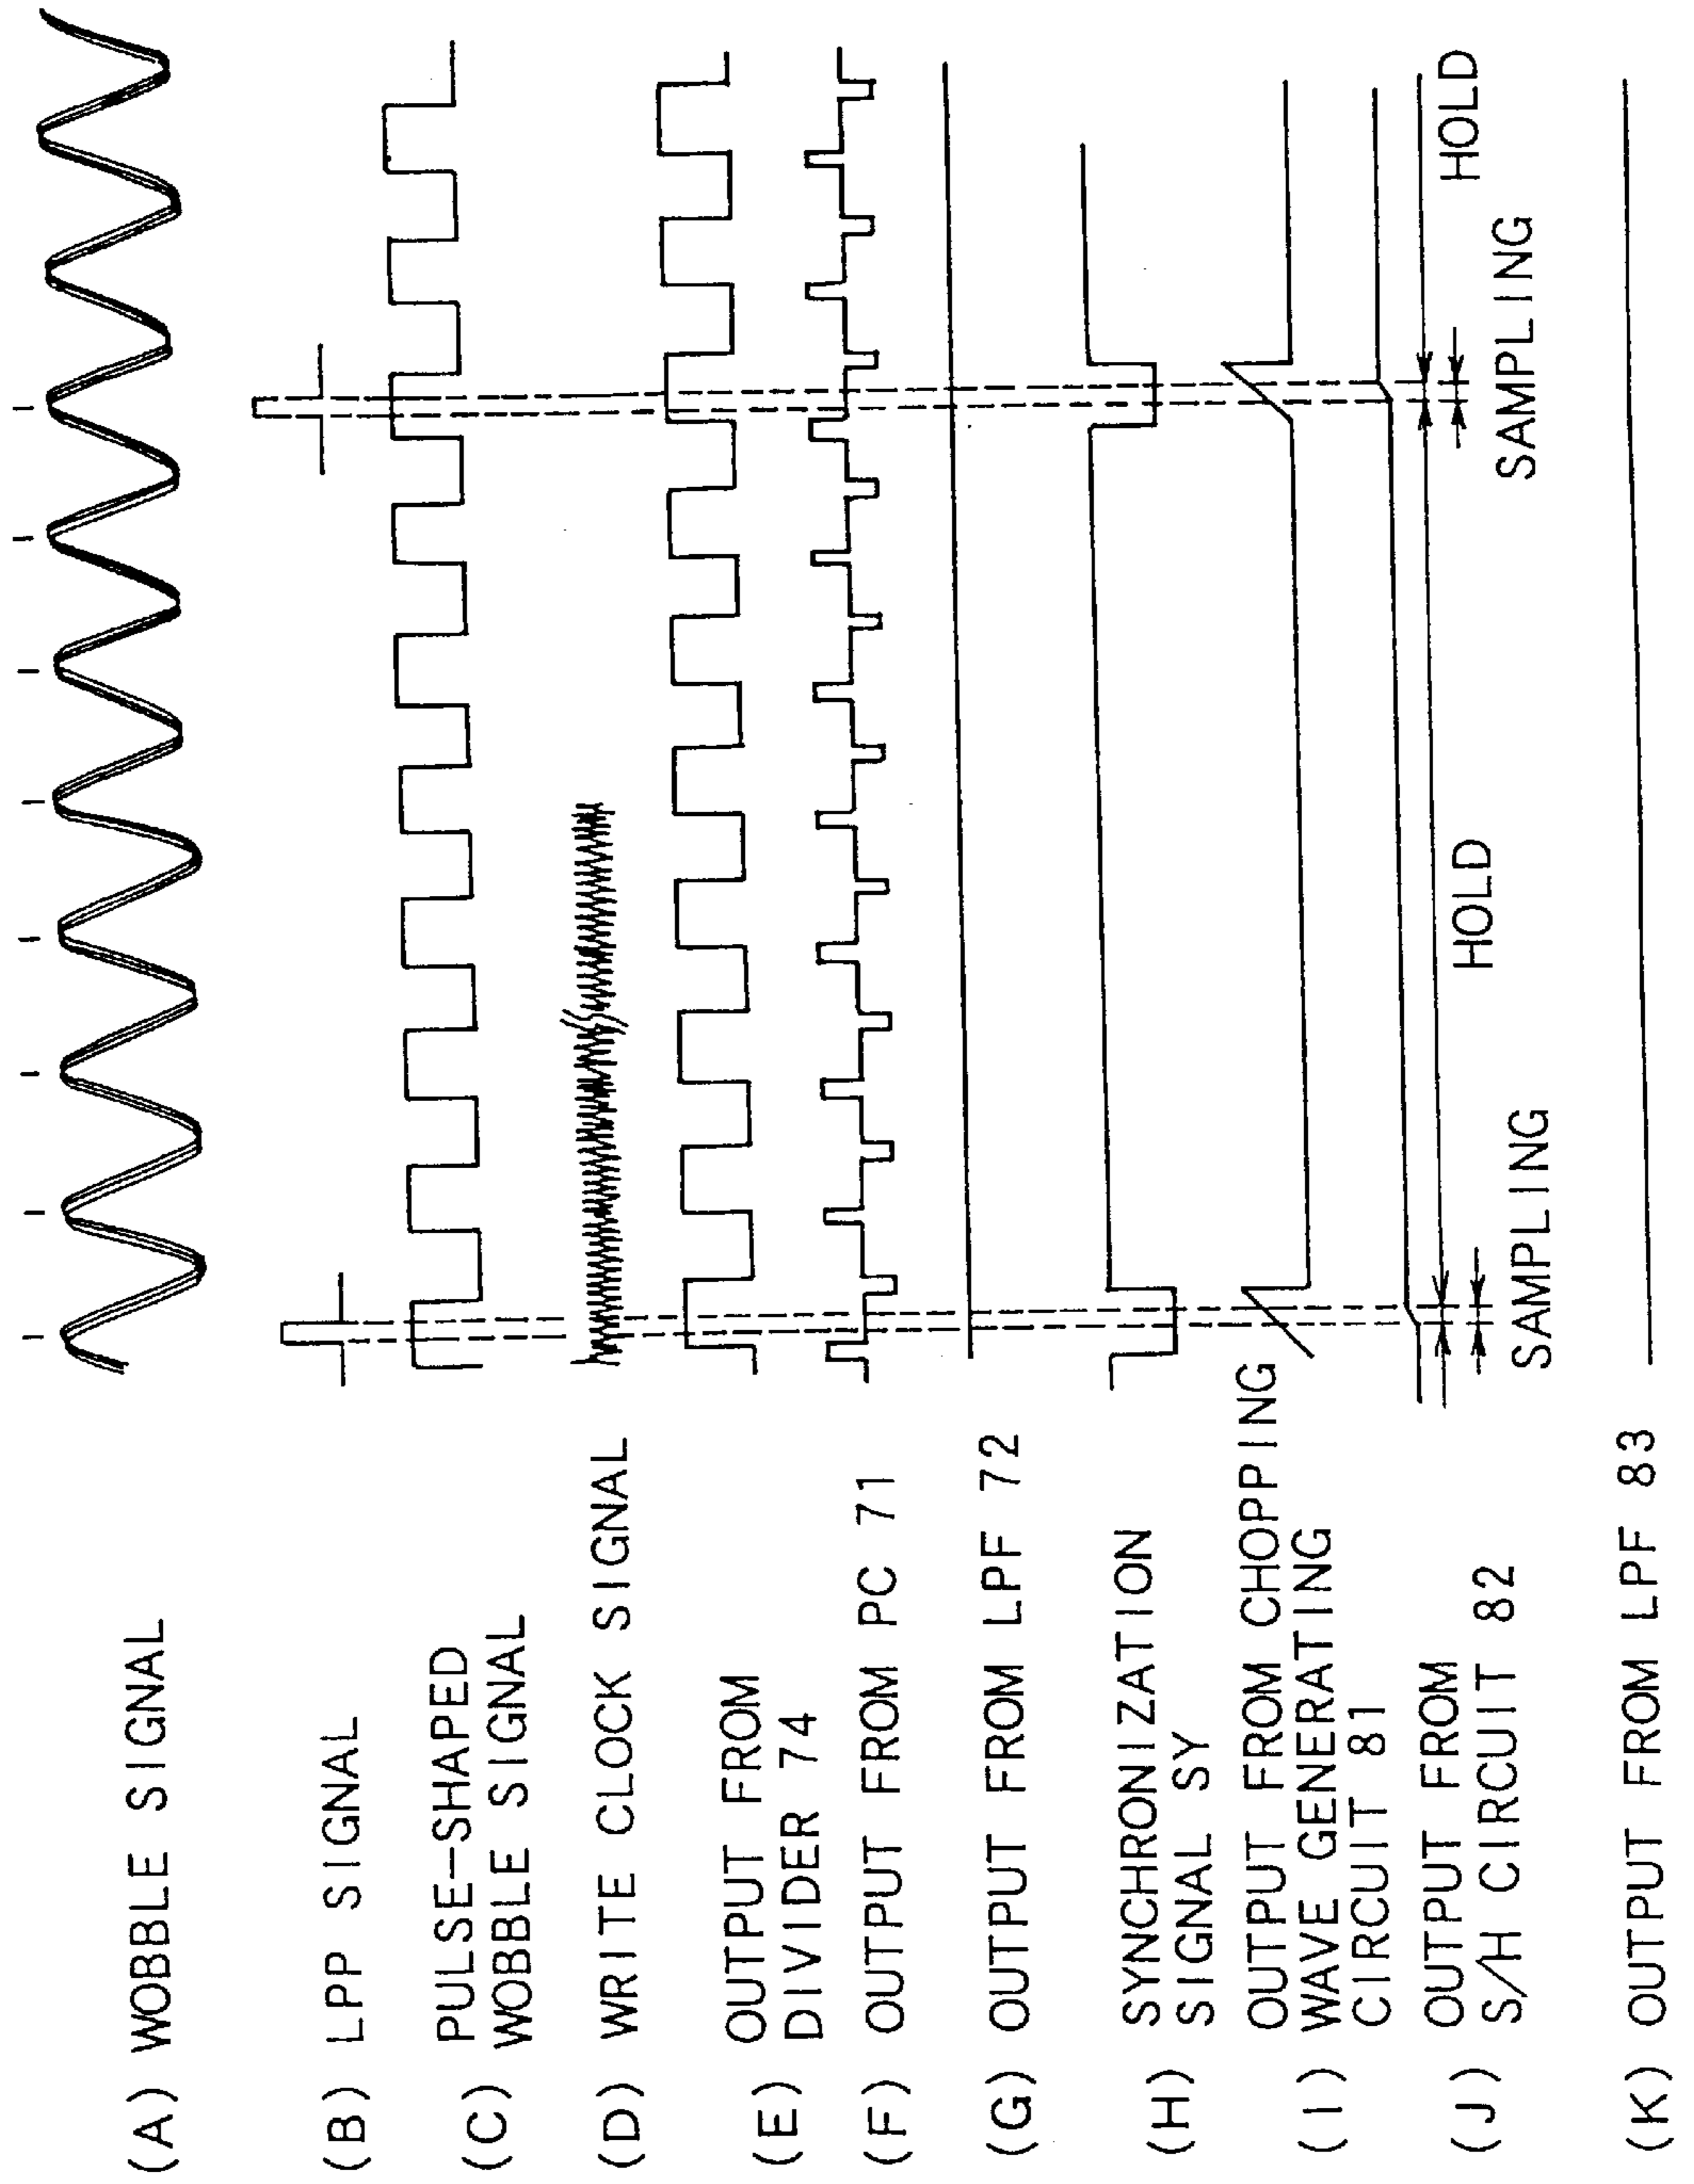 (A) WOBBLE SIGNAL
(B) LPP SIGNAL
(C) PULSE-SHAPED
WOBBLE SIGNAL
(D) WRITE CLOCK SIGNAL
(E) OUTPUT FROM
DIVIDER 74
(F) OUTPUT FROM PC 71
(G) OUTPUT FROM LPF 72
(H) SYNCHRONIZATION
SIGNAL SY
(I) OUTPUT FROM CHOPPING
WAVE GENERATING
CIRCUIT 81
(J) OUTPUT FROM
S/H CIRCUIT 82
HOLD
HOLD
SAMPLING
SAMPLING
(K) OUTPUT FROM LPF 83